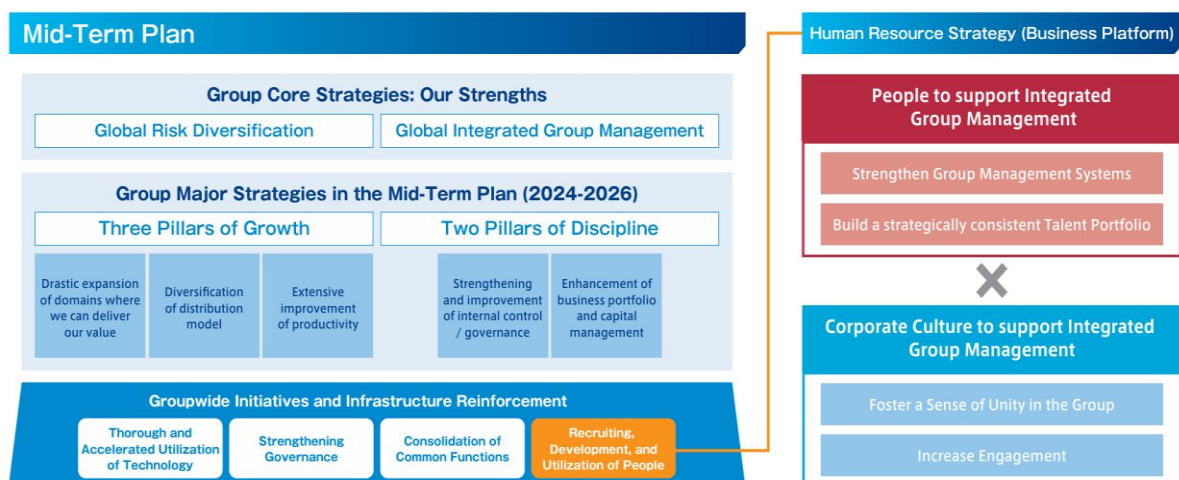 Mid-Term Plan
Group Core Strategies: Our Strengths
Global Risk Diversification
Global Integrated Group Management
Group Major Strategies in the Mid-Term Plan (2024-2026)
Three Pillars of Growth
Two Pillars of Discipline
Drastic expansion
of domains where
we can deliver
our value
Diversification
of distribution
model
Extensive
improvement
of productivity
Strengthening
and improvement
of internal control
/ governance
Enhancement of
business portfolio
and capital
management
Groupwide Initiatives and Infrastructure Reinforcement
Thorough and
Accelerated Utilization
of Technology
Strengthening
Governance
Consolidation of
Common Functions
Recruiting,
Development, and
Utilization of People
Human Resource Strategy (Business Platform)
People to support Integrated
Group Management
Strengthen Group Management Systems
Build a strategically consistent Talent Portfolio
Corporate Culture to support Integrated
Group Management
Foster a Sense of Unity in the Group
Increase Engagement